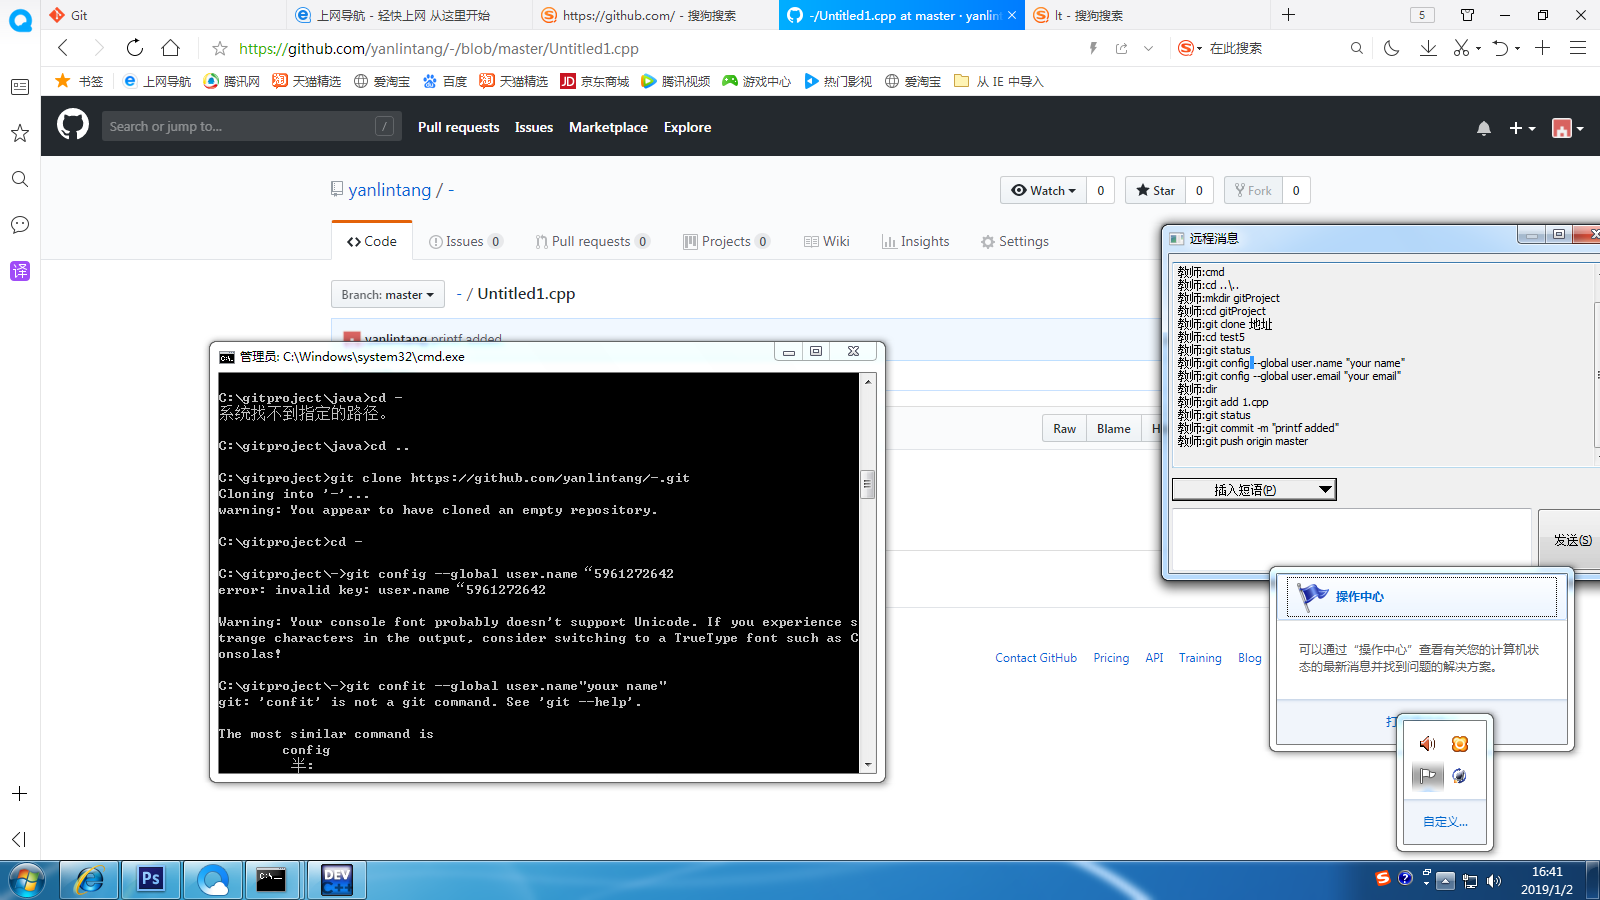 Git
上网导航 - 轻快上网 从这里开始
https://github.com/ - 搜狗搜索
-/Untitled1.cpp at master · yanlin
lt - 搜狗搜索
5
https://github.com/yanlintang/-/blob/master/Untitled1.cpp
在此搜索
书签
上网导航
腾讯网
天猫精选
爱淘宝
百度
天猫精选
JD 京东商城
腾讯视频
游戏中心
热门影视
爱淘宝
从 IE 中导入
Search or jump to... /
Pull requests Issues Marketplace Explore
yanlintang / -
Watch 0 Star 0 Fork 0
Code
Issues 0
Pull requests 0
Projects 0
Wiki
Insights
Settings
Branch: master
- / Untitled1.cpp
yanlintang printf added
Raw Blame H
译
管理员: C:\Windows\system32\cmd.exe
C:\gitproject\java>cd -
系统找不到指定的路径。
C:\gitproject\java>cd ..
C:\gitproject>git clone https://github.com/yanlintang/-.git
Cloning into '-'...
warning: You appear to have cloned an empty repository.
C:\gitproject>cd -
C:\gitproject\->git config --global user.name “5961272642
error: invalid key: user.name “5961272642
Warning: Your console font probably doesn't support Unicode. If you experience s
trange characters in the output, consider switching to a TrueType font such as C
onsolas!
C:\gitproject\->git confit --global user.name"your name"
git: 'confit' is not a git command. See 'git --help'.
The most similar command is
config
半:
远程消息
教师:cmd
教师:cd ..\..
教师:mkdir gitProject
教师:cd gitProject
教师:git clone 地址
教师:cd test5
教师:git status
教师:git config --global user.name "your name"
教师:git config --global user.email "your email"
教师:dir
教师:git add 1.cpp
教师:git status
教师:git commit -m "printf added"
教师:git push origin master
插入短语(P)
发送(S)
操作中心
可以通过“操作中心”查看有关您的计算机状
态的最新消息并找到问题的解决方案。
打
自定义...
Contact GitHub Pricing API Training Blog
Ps
DEV
C++
16:41
2019/1/2